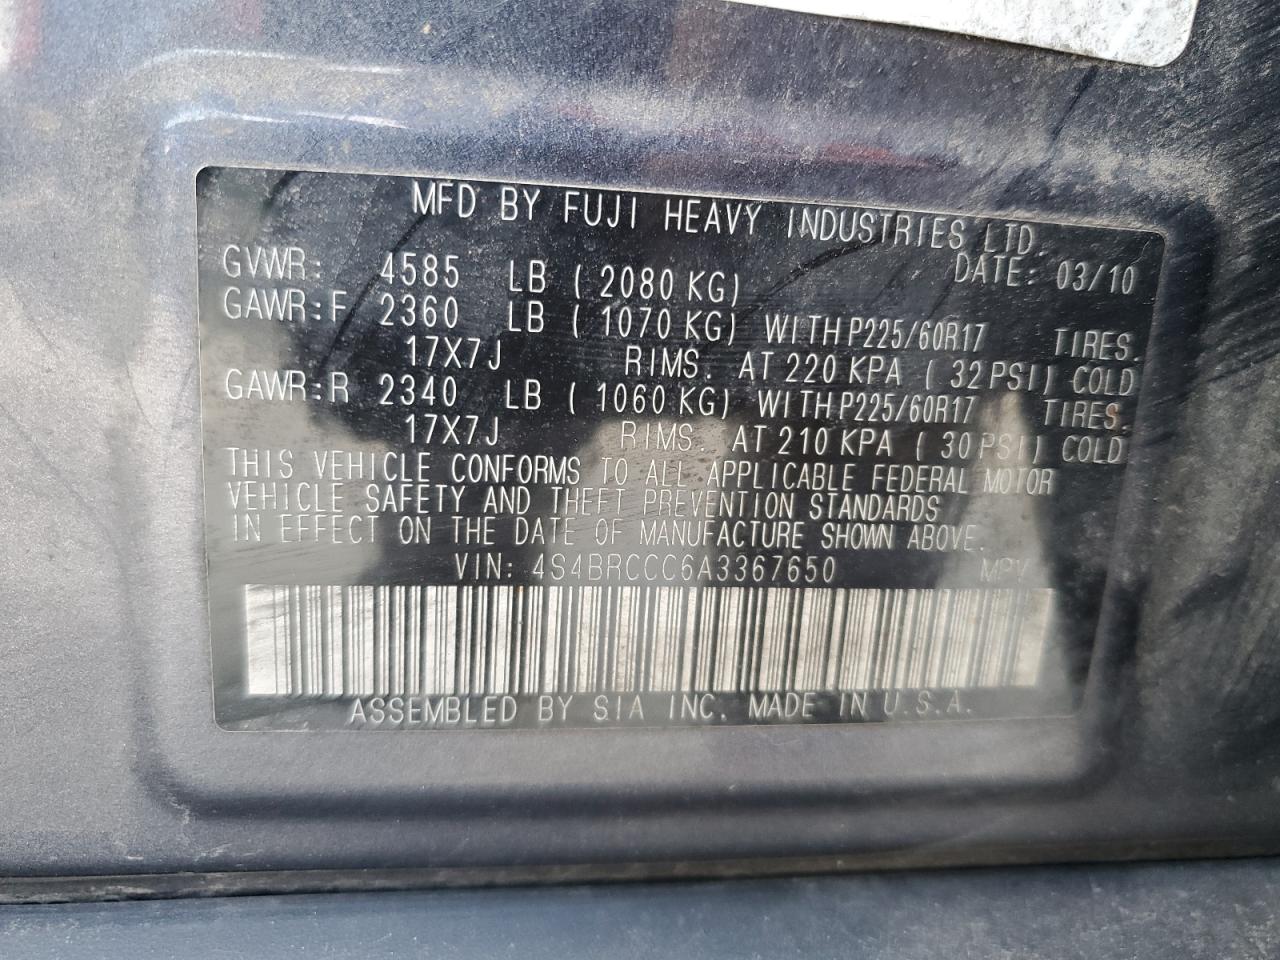 MFD BY FUJI HEAVY INDUSTRIES LTD.
DATE: 03/10
GVWR: 4585 LB ( 2080 KG)
GAWR:F 2360 LB ( 1070 KG) WITH P225/60R17 TIRES.
17X7J RIMS. AT 220 KPA ( 32 PSI) COLD
GAWR:R 2340 LB ( 1060 KG) WITH P225/60R17 TIRES.
17X7J RIMS. AT 210 KPA ( 30 PSI) COLD
THIS VEHICLE CONFORMS TO ALL APPLICABLE FEDERAL MOTOR
VEHICLE SAFETY AND THEFT PREVENTION STANDARDS
IN EFFECT ON THE DATE OF MANUFACTURE SHOWN ABOVE.
VIN: 4S4BRCCC6A3367650 MPV
ASSEMBLED BY SIA INC. MADE IN U.S.A.